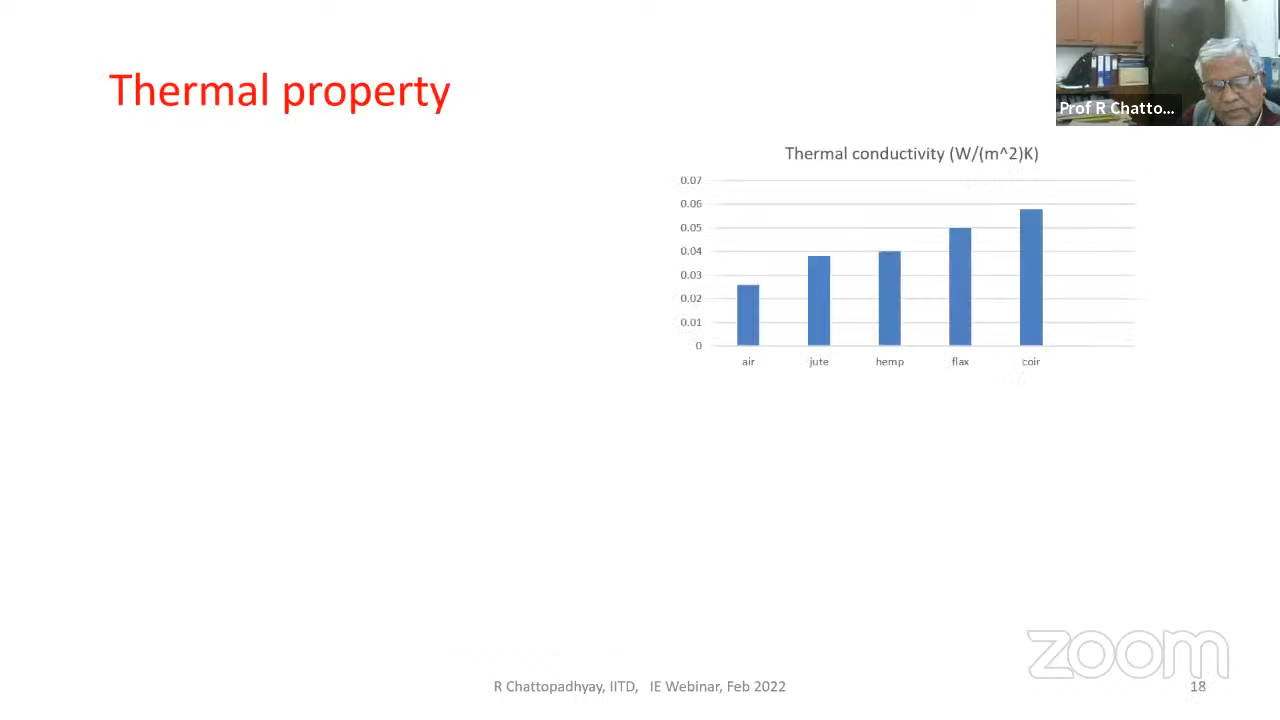 Thermal property
Prof R Chatto...
Thermal conductivity (W/(m^2)K)
0.07
0.06
0.05
0.04
0.03
0.02
0.01
0
air jute hemp flax coir
zoom
R Chattopadhyay, IITD, IE Webinar, Feb 2022
18